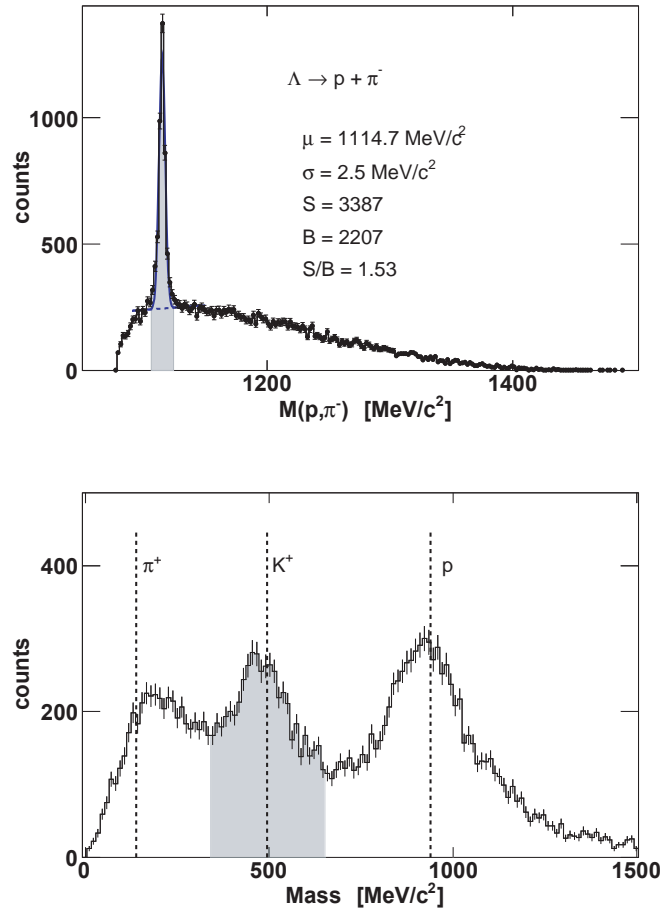 Λ → p + π⁻
μ = 1114.7 MeV/c²
σ = 2.5 MeV/c²
S = 3387
B = 2207
S/B = 1.53
counts
1000
500
0
1200
1400
M(p,π⁻) [MeV/c²]
π⁺
K⁺
p
counts
400
200
0
0
500
1000
1500
Mass [MeV/c²]